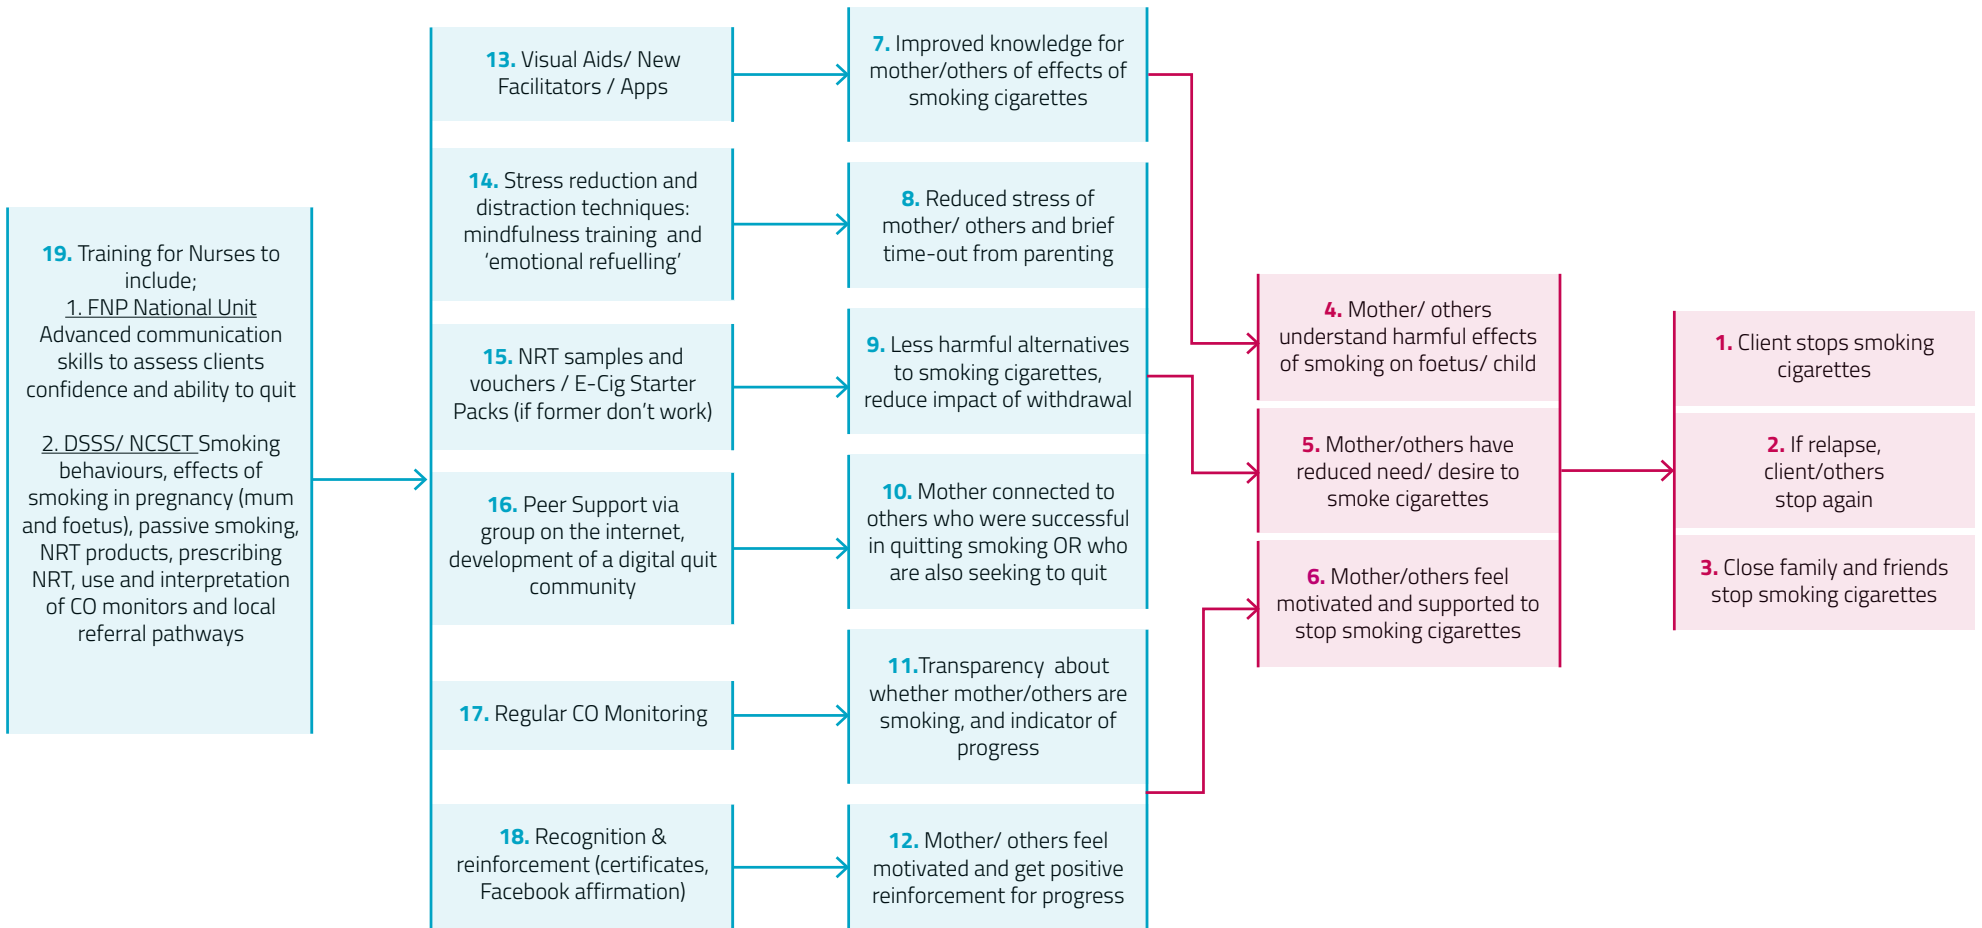 19. Training for Nurses to
include;
1. FNP National Unit
Advanced communication
skills to assess clients
confidence and ability to quit
2. DSSS/ NCSCT Smoking
behaviours, effects of
smoking in pregnancy (mum
and foetus), passive smoking,
NRT products, prescribing
NRT, use and interpretation
of CO monitors and local
referral pathways
13. Visual Aids/ New
Facilitators / Apps
14. Stress reduction and
distraction techniques:
mindfulness training and
‘emotional refuelling’
15. NRT samples and
vouchers / E-Cig Starter
Packs (if former don’t work)
16. Peer Support via
group on the internet,
development of a digital quit
community
17. Regular CO Monitoring
18. Recognition &
reinforcement (certificates,
Facebook affirmation)
7. Improved knowledge for
mother/others of effects of
smoking cigarettes
8. Reduced stress of
mother/ others and brief
time-out from parenting
9. Less harmful alternatives
to smoking cigarettes,
reduce impact of withdrawal
10. Mother connected to
others who were successful
in quitting smoking OR who
are also seeking to quit
11.Transparency about
whether mother/others are
smoking, and indicator of
progress
12. Mother/ others feel
motivated and get positive
reinforcement for progress
4. Mother/ others
understand harmful effects
of smoking on foetus/ child
5. Mother/others have
reduced need/ desire to
smoke cigarettes
6. Mother/others feel
motivated and supported to
stop smoking cigarettes
1. Client stops smoking
cigarettes
2. If relapse,
client/others
stop again
3. Close family and friends
stop smoking cigarettes